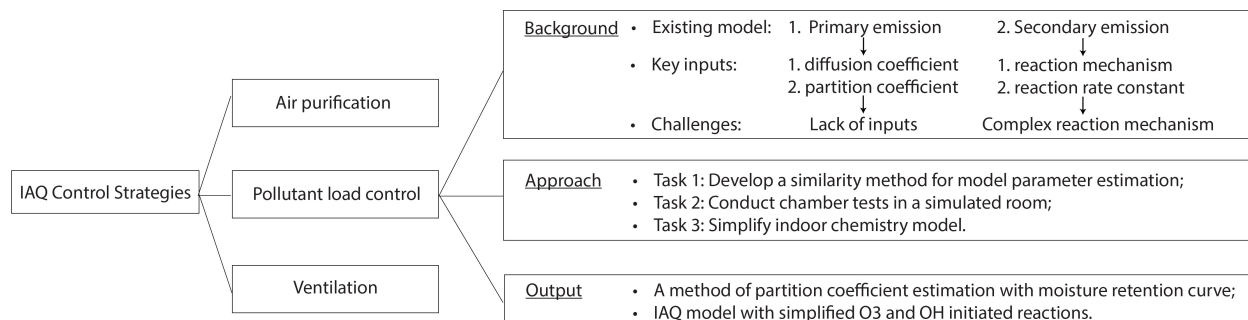 IAQ Control Strategies
Air purification
Pollutant load control
Ventilation
Background • Existing model: 1. Primary emission 2. Secondary emission
• Key inputs: 1. diffusion coefficient 1. reaction mechanism
2. partition coefficient 2. reaction rate constant
• Challenges: Lack of inputs Complex reaction mechanism
Approach • Task 1: Develop a similarity method for model parameter estimation;
• Task 2: Conduct chamber tests in a simulated room;
• Task 3: Simplify indoor chemistry model.
Output • A method of partition coefficient estimation with moisture retention curve;
• IAQ model with simplified O3 and OH initiated reactions.